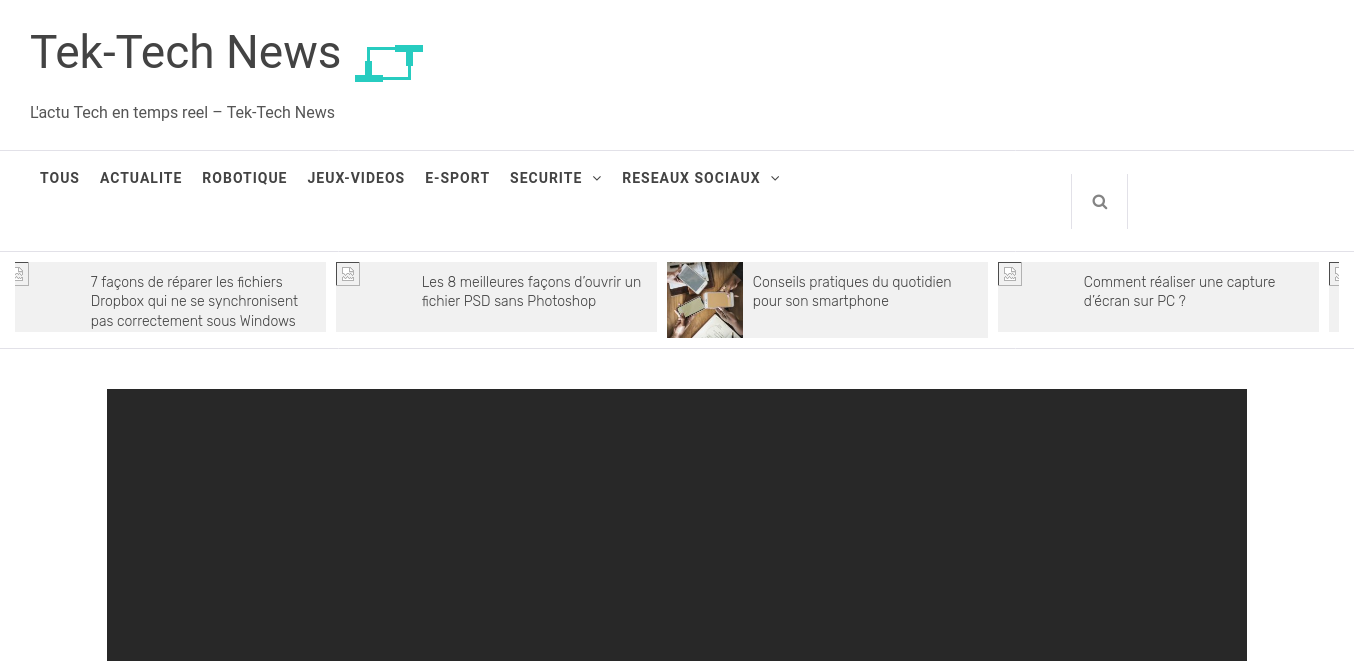 Tek-Tech News
L'actu Tech en temps reel – Tek-Tech News
TOUS ACTUALITE ROBOTIQUE JEUX-VIDEOS E-SPORT SECURITE RESEAUX SOCIAUX
7 façons de réparer les fichiers
Dropbox qui ne se synchronisent
pas correctement sous Windows
Les 8 meilleures façons d’ouvrir un
fichier PSD sans Photoshop
Conseils pratiques du quotidien
pour son smartphone
Comment réaliser une capture
d’écran sur PC ?